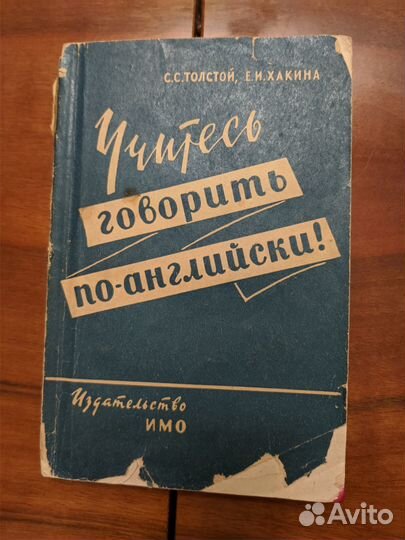 С.С.ТОЛСТОЙ, Е.И.ХАКИНА
Учитесь
говорить
по-английски!
Издательство
ИМО
Avito